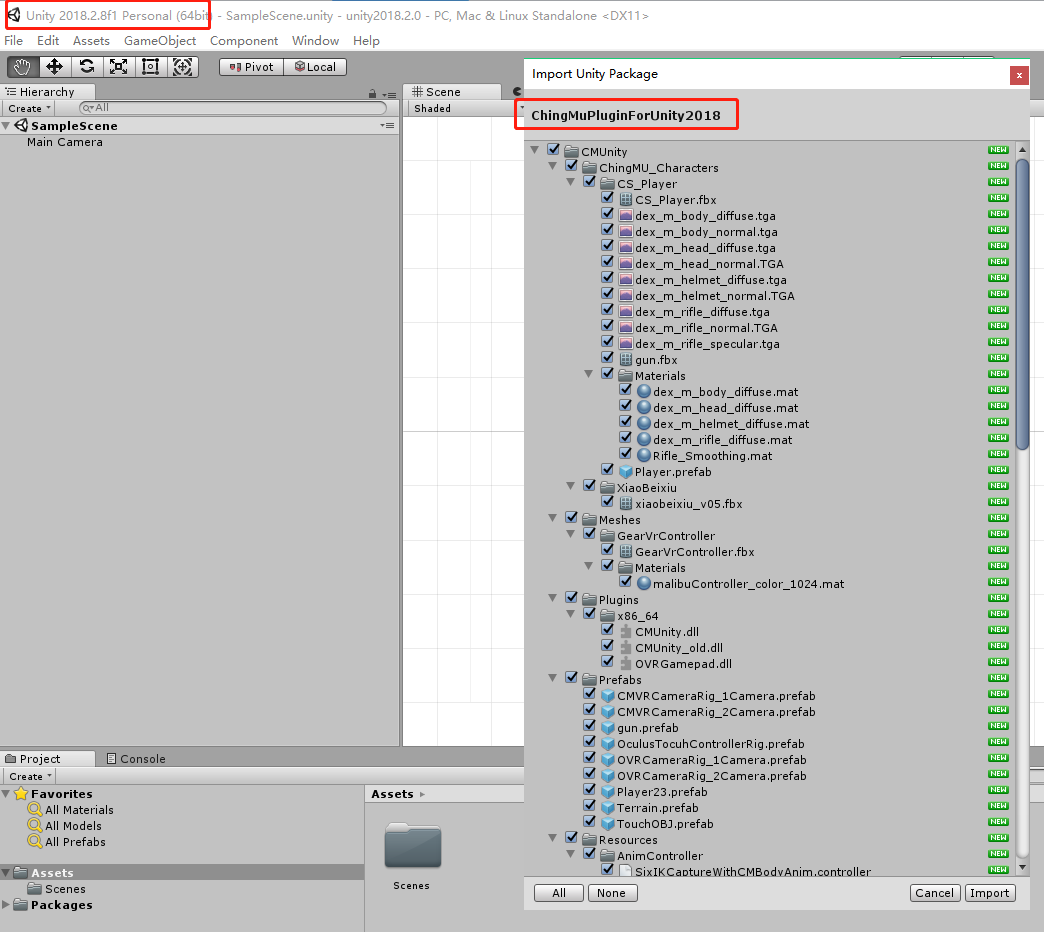 Unity 2018.2.8f1 Personal (64bit) - SampleScene.unity - unity2018.2.0 - PC, Mac & Linux Standalone <DX11>
File Edit Assets GameObject Component Window Help
Pivot Local
Hierarchy
Create All
SampleScene
Main Camera
Scene
Shaded
Import Unity Package
x
ChingMuPluginForUnity2018
CMUnity NEW
ChingMU_Characters NEW
CS_Player NEW
CS_Player.fbx NEW
dex_m_body_diffuse.tga NEW
dex_m_body_normal.tga NEW
dex_m_head_diffuse.tga NEW
dex_m_head_normal.TGA NEW
dex_m_helmet_diffuse.tga NEW
dex_m_helmet_normal.TGA NEW
dex_m_rifle_diffuse.tga NEW
dex_m_rifle_normal.TGA NEW
dex_m_rifle_specular.tga NEW
gun.fbx NEW
Materials NEW
dex_m_body_diffuse.mat NEW
dex_m_head_diffuse.mat NEW
dex_m_helmet_diffuse.mat NEW
dex_m_rifle_diffuse.mat NEW
Rifle_Smoothing.mat NEW
Player.prefab NEW
XiaoBeixiu NEW
xiaobeixiu_v05.fbx NEW
Meshes NEW
GearVrController NEW
GearVrController.fbx NEW
Materials NEW
malibuController_color_1024.mat NEW
Plugins NEW
x86_64 NEW
CMUnity.dll NEW
CMUnity_old.dll NEW
OVRGamepad.dll NEW
Prefabs NEW
CMVRCameraRig_1Camera.prefab NEW
CMVRCameraRig_2Camera.prefab NEW
gun.prefab NEW
OculusTocuhControllerRig.prefab NEW
OVRCameraRig_1Camera.prefab NEW
OVRCameraRig_2Camera.prefab NEW
Player23.prefab NEW
Terrain.prefab NEW
TouchOBJ.prefab NEW
Resources NEW
AnimController NEW
SixIKCaptureWithCMBodyAnim.controller NEW
All None Cancel Import
Project Console
Create
Favorites
All Materials
All Models
All Prefabs
Assets
Scenes
Packages
Assets
Scenes